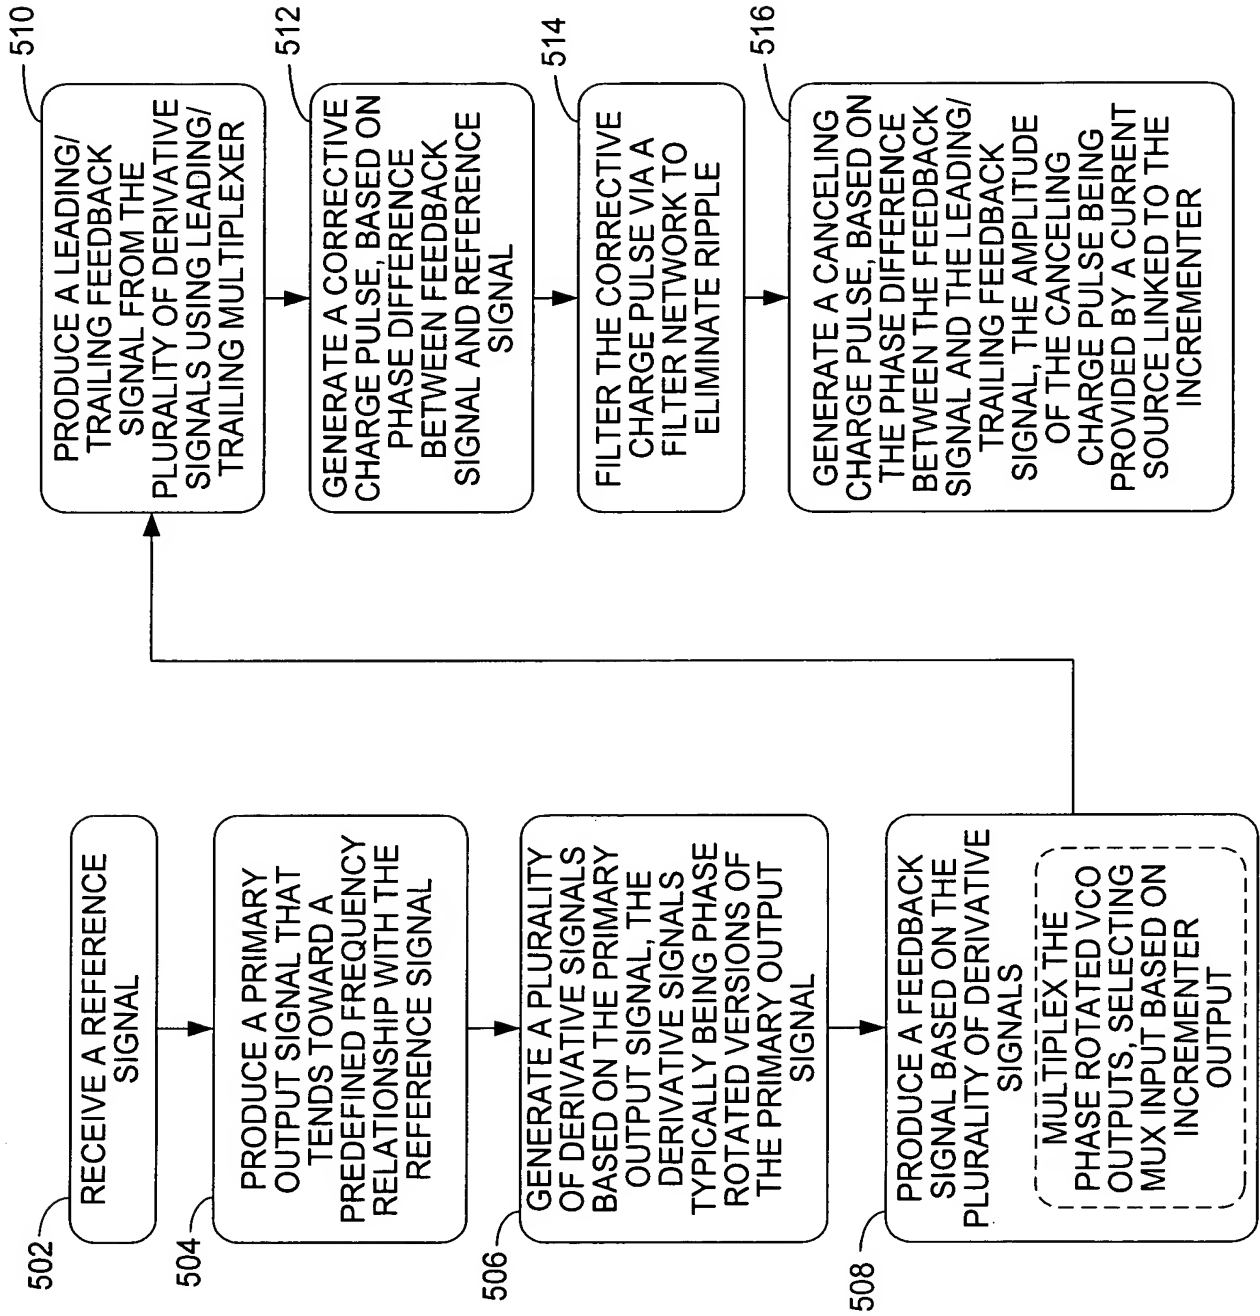 502
RECEIVE A REFERENCE
SIGNAL
504
PRODUCE A PRIMARY
OUTPUT SIGNAL THAT
TENDS TOWARD A
PREDEFINED FREQUENCY
RELATIONSHIP WITH THE
REFERENCE SIGNAL
506
GENERATE A PLURALITY
OF DERIVATIVE SIGNALS
BASED ON THE PRIMARY
OUTPUT SIGNAL, THE
DERIVATIVE SIGNALS
TYPICALLY BEING PHASE
ROTATED VERSIONS OF
THE PRIMARY OUTPUT
SIGNAL
508
PRODUCE A FEEDBACK
SIGNAL BASED ON THE
PLURALITY OF DERIVATIVE
SIGNALS
MULTIPLEX THE
PHASE ROTATED VCO
OUTPUTS, SELECTING
MUX INPUT BASED ON
INCREMENTER
OUTPUT
510
PRODUCE A LEADING/
TRAILING FEEDBACK
SIGNAL FROM THE
PLURALITY OF DERIVATIVE
SIGNALS USING LEADING/
TRAILING MULTIPLEXER
512
GENERATE A CORRECTIVE
CHARGE PULSE, BASED ON
PHASE DIFFERENCE
BETWEEN FEEDBACK
SIGNAL AND REFERENCE
SIGNAL
514
FILTER THE CORRECTIVE
CHARGE PULSE VIA A
FILTER NETWORK TO
ELIMINATE RIPPLE
516
GENERATE A CANCELING
CHARGE PULSE, BASED ON
THE PHASE DIFFERENCE
BETWEEN THE FEEDBACK
SIGNAL AND THE LEADING/
TRAILING FEEDBACK
SIGNAL, THE AMPLITUDE
OF THE CANCELING
CHARGE PULSE BEING
PROVIDED BY A CURRENT
SOURCE LINKED TO THE
INCREMENTER